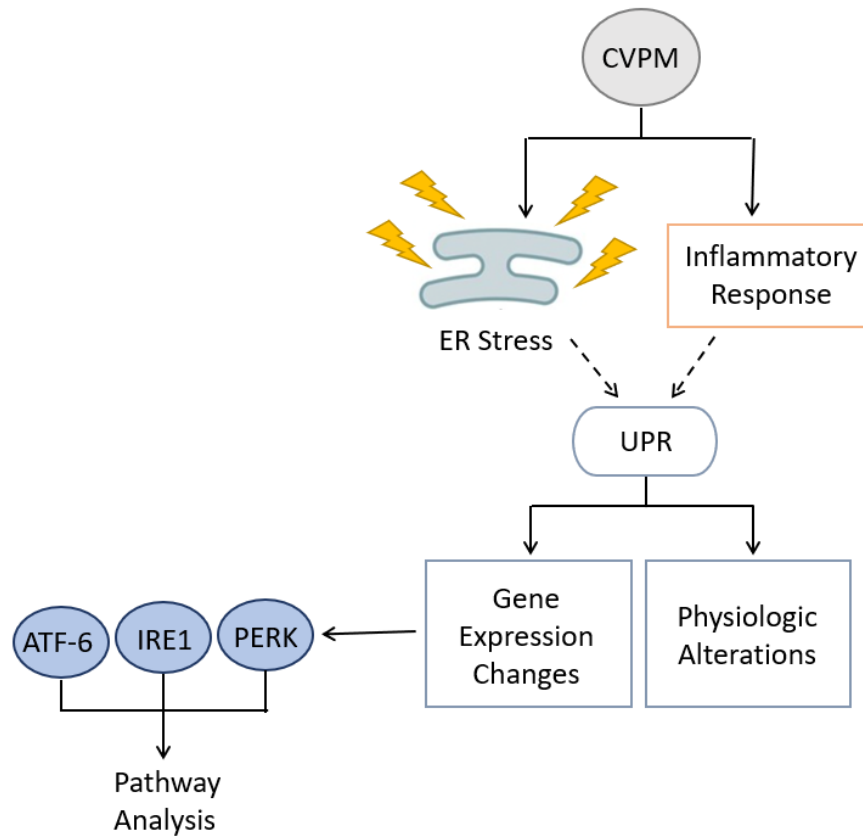 CVPM
Inflammatory
Response
ER Stress
UPR
Gene
Expression
Changes
Physiologic
Alterations
ATF-6
IRE1
PERK
Pathway
Analysis